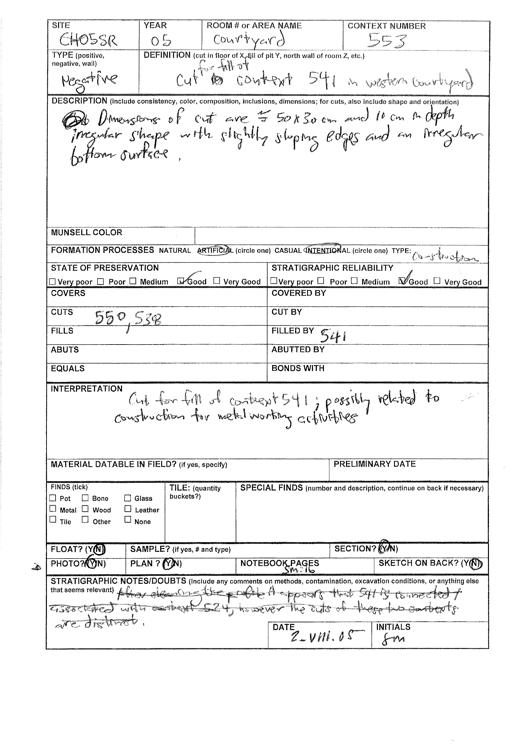 SITE YEAR ROOM # or AREA NAME CONTEXT NUMBER
CHO5SR 05 Courtyard 553
TYPE (positive, negative, wall) DEFINITION (cut in floor of X, fill of pit Y, north wall of room Z, etc.)
for fill of
Negative Cut context 541 in western courtyard
DESCRIPTION (Include consistency, color, composition, inclusions, dimensions; for cuts, also include shape and orientation)
Dimensions of cut are ≈ 50 x 30 cm and 10 cm in depth
irregular shape with slightly sloping edges and an irregular
bottom surface.
MUNSELL COLOR
FORMATION PROCESSES NATURAL ARTIFICIAL (circle one) CASUAL INTENTIONAL (circle one) TYPE: Construction
STATE OF PRESERVATION STRATIGRAPHIC RELIABILITY
Very poor Poor Medium Good Very Good Very poor Poor Medium Good Very Good
COVERS COVERED BY
CUTS 550, 538 CUT BY
FILLS FILLED BY 541
ABUTS ABUTTED BY
EQUALS BONDS WITH
INTERPRETATION
Cut for fill of context 541; possibly related to
construction for metal working activities
MATERIAL DATABLE IN FIELD? (if yes, specify) PRELIMINARY DATE
FINDS (tick) TILE: (quantity buckets?) SPECIAL FINDS (number and description, continue on back if necessary)
Pot Bone Glass
Metal Wood Leather
Tile Other None
FLOAT? (Y/N) SAMPLE? (if yes, # and type) SECTION? (Y/N)
PHOTO? (Y/N) PLAN? (Y/N) NOTEBOOK PAGES SM:16 SKETCH ON BACK? (Y/N)
STRATIGRAPHIC NOTES/DOUBTS (Include any comments on methods, contamination, excavation conditions, or anything else
that seems relevant) After cleaning the profile it appears that 541 is connected /
associated with context 524, however the cuts of these two contexts
are distinct.
DATE INITIALS
2-VIII.05 SM